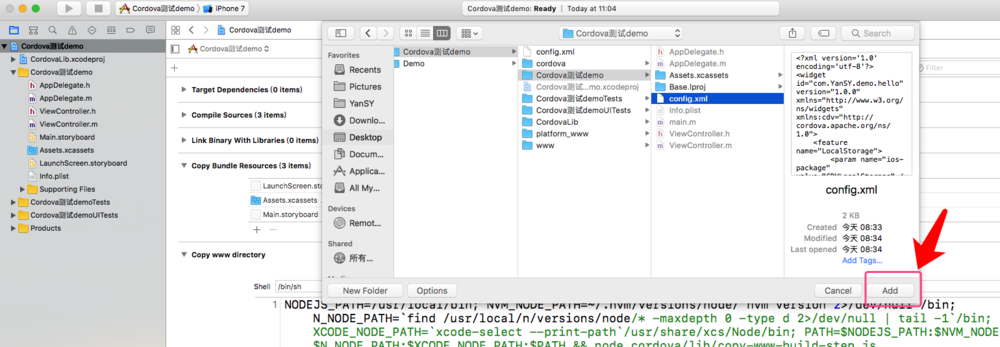 Cordova测试demo
iPhone 7
Cordova测试demo: Ready | Today at 11:04
Cordova测试demo
CordovaLib.xcodeproj
Cordova测试demo
AppDelegate.h
AppDelegate.m
ViewController.h
ViewController.m
Main.storyboard
Assets.xcassets
LaunchScreen.storyboard
Info.plist
Supporting Files
Cordova测试demoTests
Cordova测试demoUITests
Products
Cordova测试demo
Cordova测试demo
Filter
Target Dependencies (0 items)
Compile Sources (3 items)
Link Binary With Libraries (0 items)
Copy Bundle Resources (3 items)
LaunchScreen.sto
Assets.xcassets
Main.storyboard
Copy www directory
Shell /bin/sh
Cordova测试demo
Search
Favorites
Recents
Pictures
YanSY
Downlo...
Desktop
Docum...
Applica...
All My...
Devices
Remot...
Shared
所有...
Cordova测试demo
Demo
config.xml
cordova
Cordova测试demo
Cordova测试...mo.xcodeproj
Cordova测试demoTests
Cordova测试demoUITests
CordovaLib
platform_www
www
AppDelegate.h
AppDelegate.m
Assets.xcassets
Base.lproj
config.xml
Info.plist
main.m
ViewController.h
ViewController.m
<?xml version='1.0'
encoding='utf-8'?>
<widget
id="com.YanSY.demo.hello"
version="1.0.0"
xmlns="http://www.w3.org/
ns/widgets"
xmlns:cdv="http://
cordova.apache.org/ns/
1.0">
<feature
name="LocalStorage">
<param name="ios-
package"
config.xml
2 KB
Created 今天 08:33
Modified 今天 08:34
Last opened 今天 08:34
Add Tags...
New Folder
Options
Cancel
Add
1 NODEJS_PATH=/usr/local/bin; NVM_NODE_PATH=~/.nvm/versions/node/`nvm version 2>/dev/null`/bin;
N_NODE_PATH=`find /usr/local/n/versions/node/* -maxdepth 0 -type d 2>/dev/null | tail -1`/bin;
XCODE_NODE_PATH=`xcode-select --print-path`/usr/share/xcs/Node/bin; PATH=$NODEJS_PATH:$NVM_NODE
$N_NODE_PATH:$XCODE_NODE_PATH:$PATH && node cordova/lib/copy-www-build-step.js